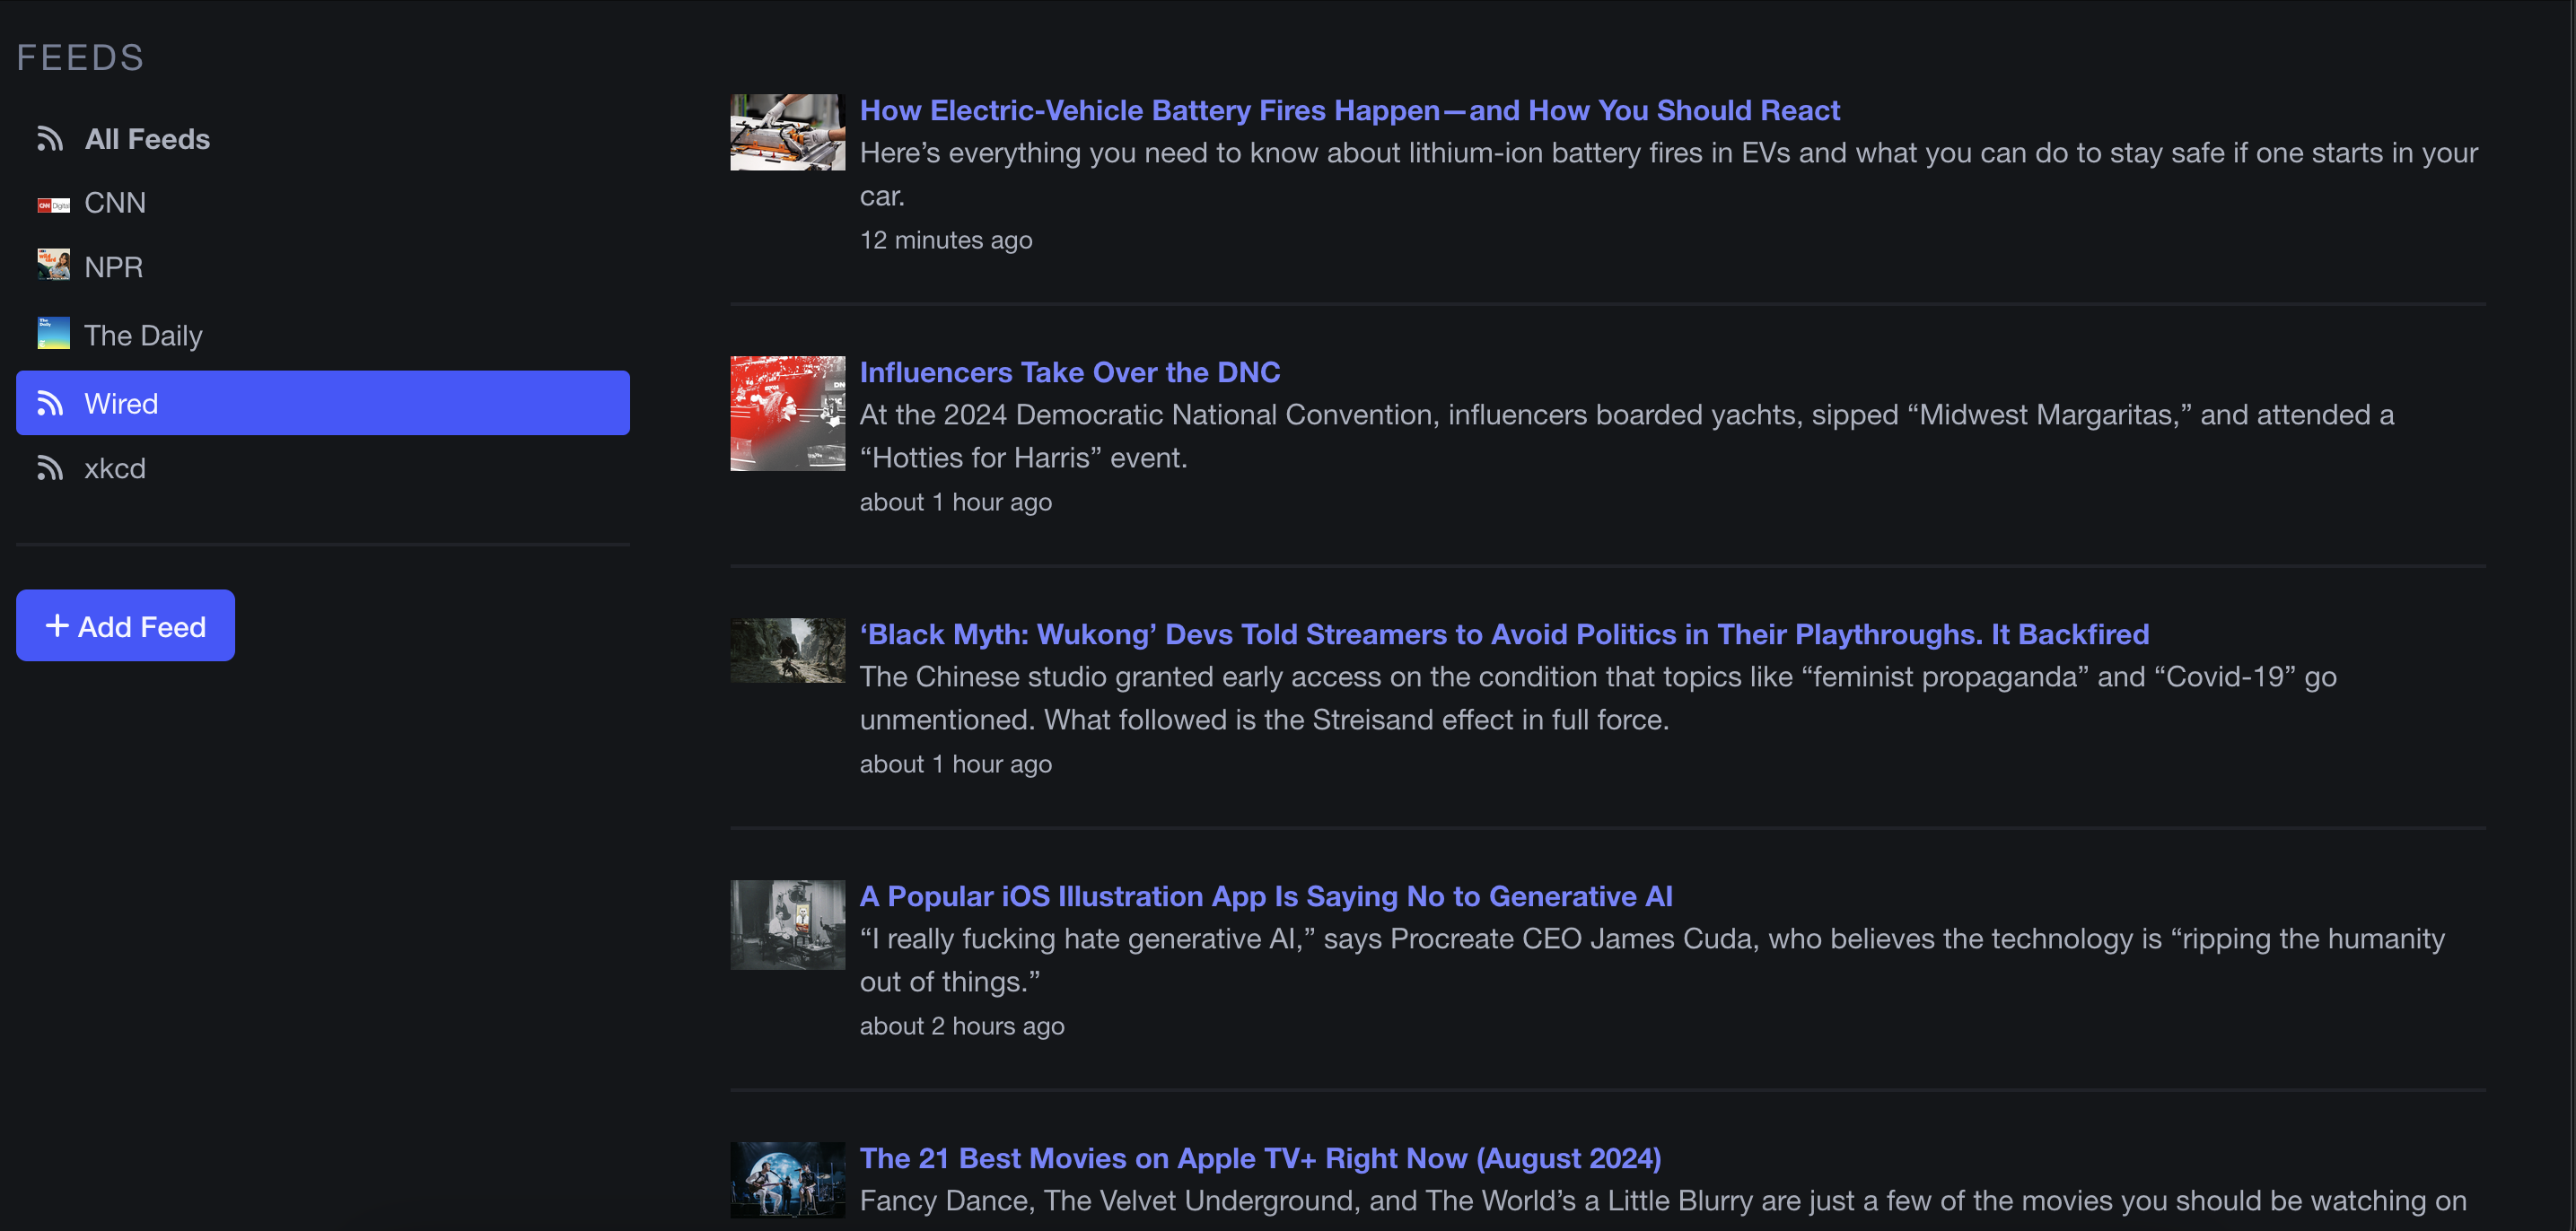 FEEDS
All Feeds
CNN
NPR
The Daily
Wired
xkcd
+ Add Feed
How Electric-Vehicle Battery Fires Happen—and How You Should React
Here’s everything you need to know about lithium-ion battery fires in EVs and what you can do to stay safe if one starts in your
car.
12 minutes ago
Influencers Take Over the DNC
At the 2024 Democratic National Convention, influencers boarded yachts, sipped “Midwest Margaritas,” and attended a
“Hotties for Harris” event.
about 1 hour ago
‘Black Myth: Wukong’ Devs Told Streamers to Avoid Politics in Their Playthroughs. It Backfired
The Chinese studio granted early access on the condition that topics like “feminist propaganda” and “Covid-19” go
unmentioned. What followed is the Streisand effect in full force.
about 1 hour ago
A Popular iOS Illustration App Is Saying No to Generative AI
“I really fucking hate generative AI,” says Procreate CEO James Cuda, who believes the technology is “ripping the humanity
out of things.”
about 2 hours ago
The 21 Best Movies on Apple TV+ Right Now (August 2024)
Fancy Dance, The Velvet Underground, and The World’s a Little Blurry are just a few of the movies you should be watching on